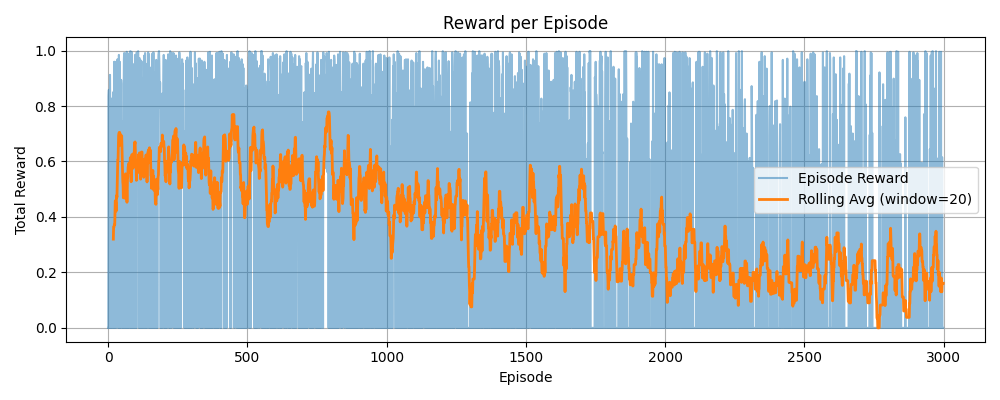 Reward per Episode
1.0
0.8
0.6
0.4
0.2
0.0
Total Reward
Episode Reward
Rolling Avg (window=20)
0
500
1000
1500
2000
2500
3000
Episode